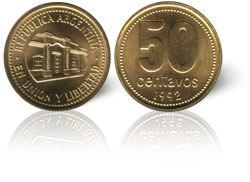 REPUBLICA ARGENTINA
EN UNION Y LIBERTAD
50
centavos
1992